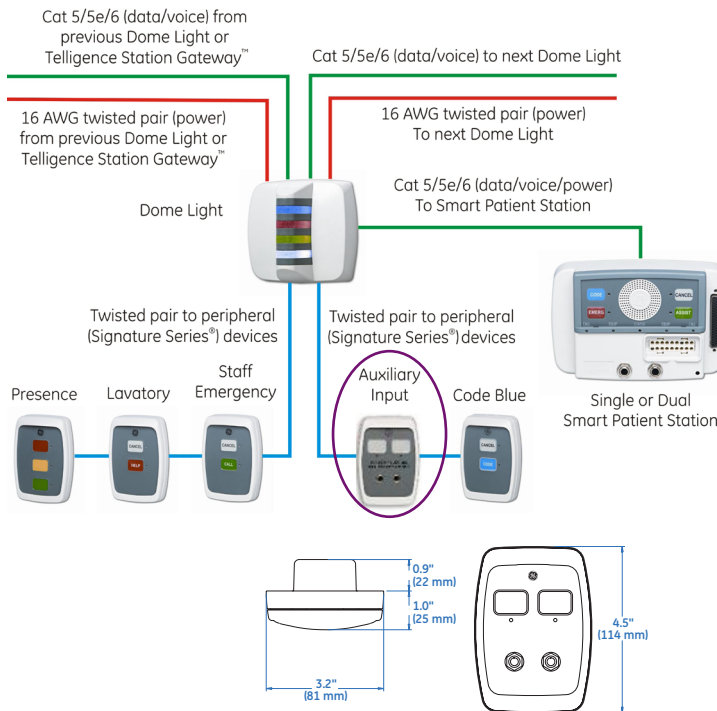 Cat 5/5e/6 (data/voice) from
previous Dome Light or
Telligence Station Gateway™
Cat 5/5e/6 (data/voice) to next Dome Light
16 AWG twisted pair (power)
from previous Dome Light or
Telligence Station Gateway™
16 AWG twisted pair (power)
To next Dome Light
Dome Light
Cat 5/5e/6 (data/voice/power)
To Smart Patient Station
CODE
CANCEL
EMERG
ASSIST
Single or Dual
Smart Patient Station
Twisted pair to peripheral
(Signature Series®) devices
Twisted pair to peripheral
(Signature Series®) devices
Presence
Lavatory
Staff
Emergency
Auxiliary
Input
Code Blue
CANCEL
HELP
CANCEL
CALL
CANCEL
CODE
0.9"
(22 mm)
1.0"
(25 mm)
3.2"
(81 mm)
4.5"
(114 mm)